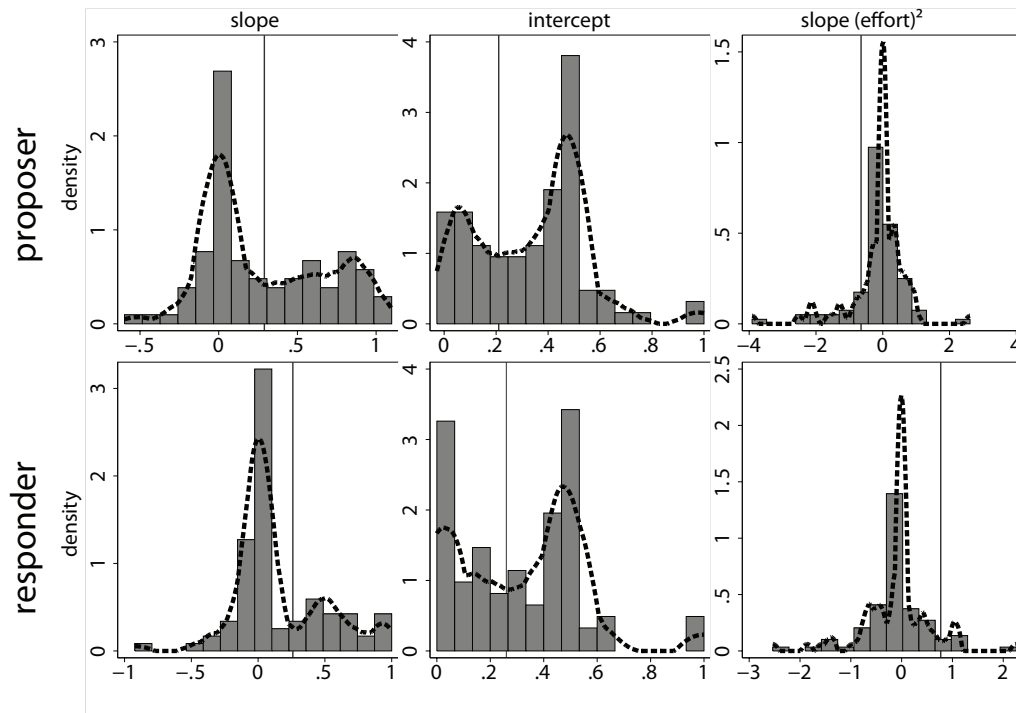 slope intercept slope (effort)²
proposer
density
0 1 2 3
−.5 0 .5 1
0 1 2 3 4
0 .2 .4 .6 .8 1
0 .5 1 1.5
−4 −2 0 2 4
responder
density
0 1 2 3
−1 −.5 0 .5 1
0 1 2 3 4
0 .2 .4 .6 .8 1
0 .5 1 1.5 2 2.5
−3 −2 −1 0 1 2